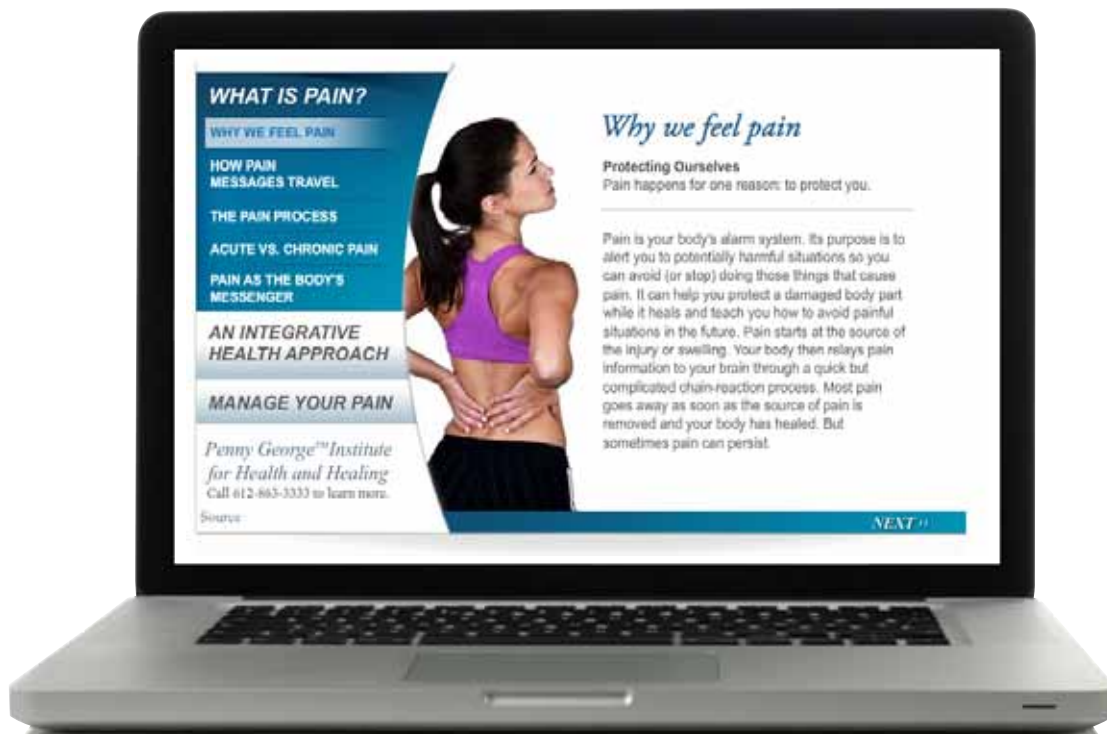 WHAT IS PAIN?
WHY WE FEEL PAIN
HOW PAIN
MESSAGES TRAVEL
THE PAIN PROCESS
ACUTE VS. CHRONIC PAIN
PAIN AS THE BODY'S
MESSENGER
AN INTEGRATIVE
HEALTH APPROACH
MANAGE YOUR PAIN
Penny George™ Institute
for Health and Healing
Call 612-863-3333 to learn more.
Source
Why we feel pain
Protecting Ourselves
Pain happens for one reason: to protect you.
Pain is your body's alarm system. Its purpose is to
alert you to potentially harmful situations so you
can avoid (or stop) doing those things that cause
pain. It can help you protect a damaged body part
while it heals and teach you how to avoid painful
situations in the future. Pain starts at the source of
the injury or swelling. Your body then relays pain
information to your brain through a quick but
complicated chain-reaction process. Most pain
goes away as soon as the source of pain is
removed and your body has healed. But
sometimes pain can persist.
NEXT ››